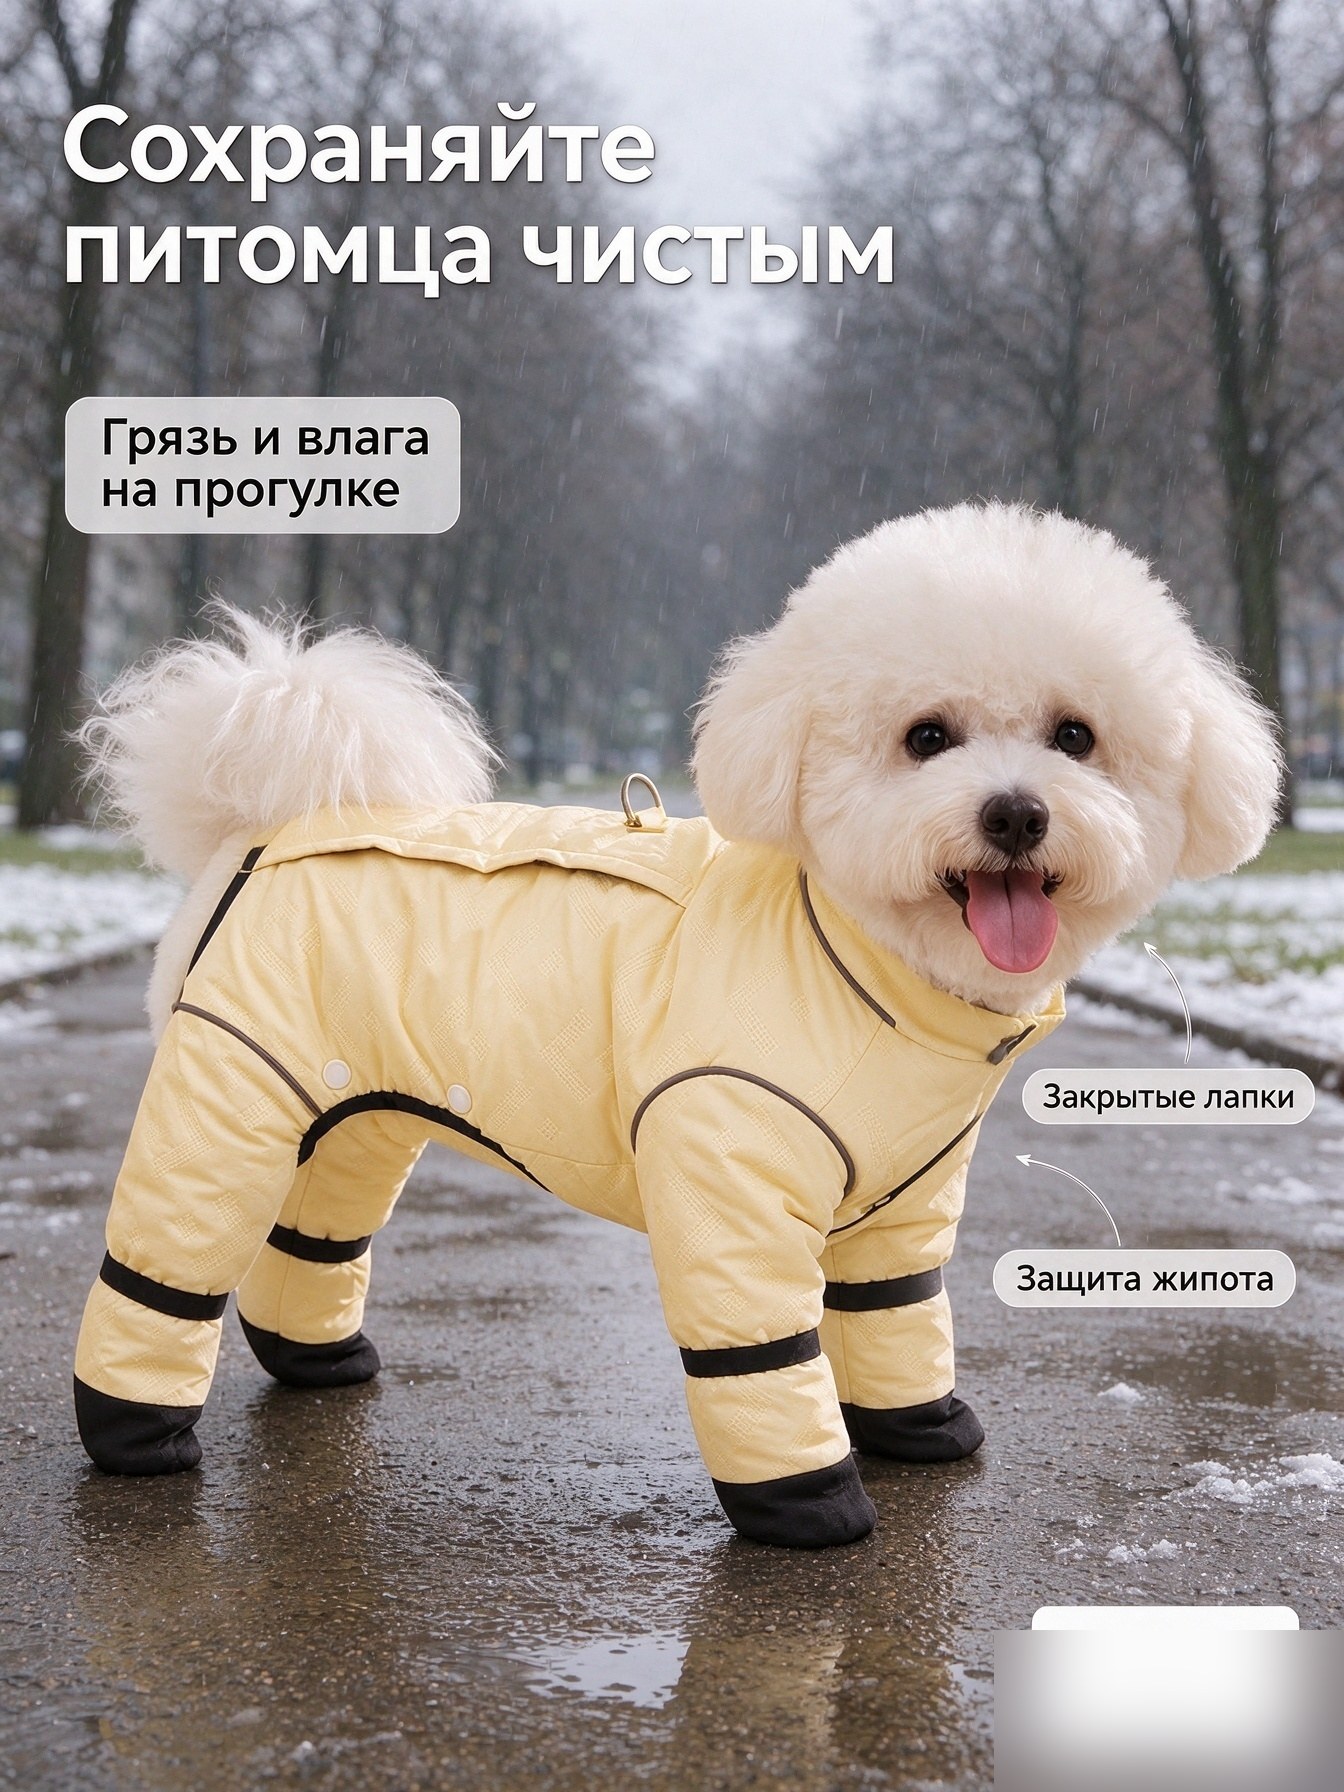 Сохраняйте
питомца чистым
Грязь и влага
на прогулке
Закрытые лапки
Защита жипота